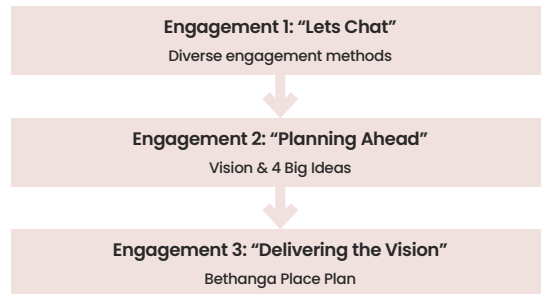 Engagement 1: “Lets Chat”
Diverse engagement methods
Engagement 2: “Planning Ahead”
Vision & 4 Big Ideas
Engagement 3: “Delivering the Vision”
Bethanga Place Plan